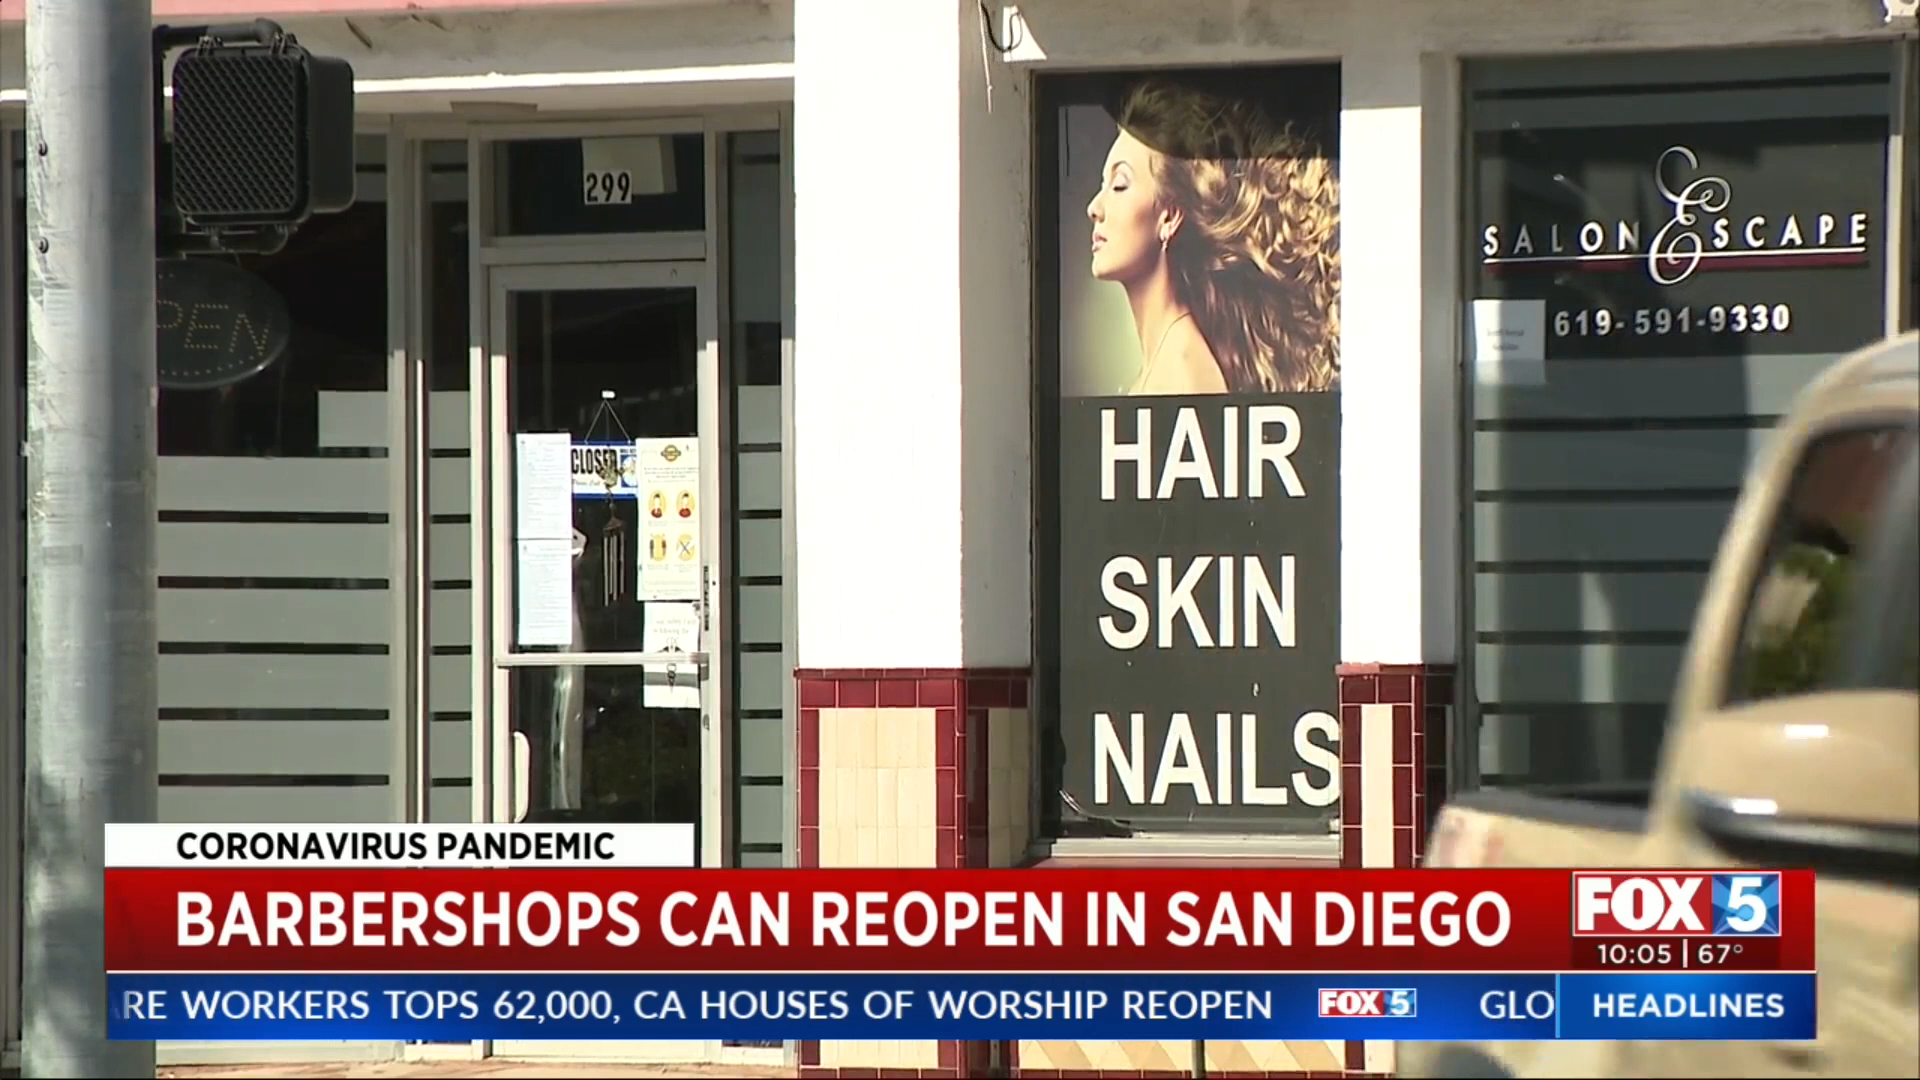 299
OPEN
CLOSED
SALON ESCAPE
619-591-9330
HAIR
SKIN
NAILS
CORONAVIRUS PANDEMIC
BARBERSHOPS CAN REOPEN IN SAN DIEGO
FOX 5
10:05 | 67°
RE WORKERS TOPS 62,000, CA HOUSES OF WORSHIP REOPEN FOX 5 GLO
HEADLINES